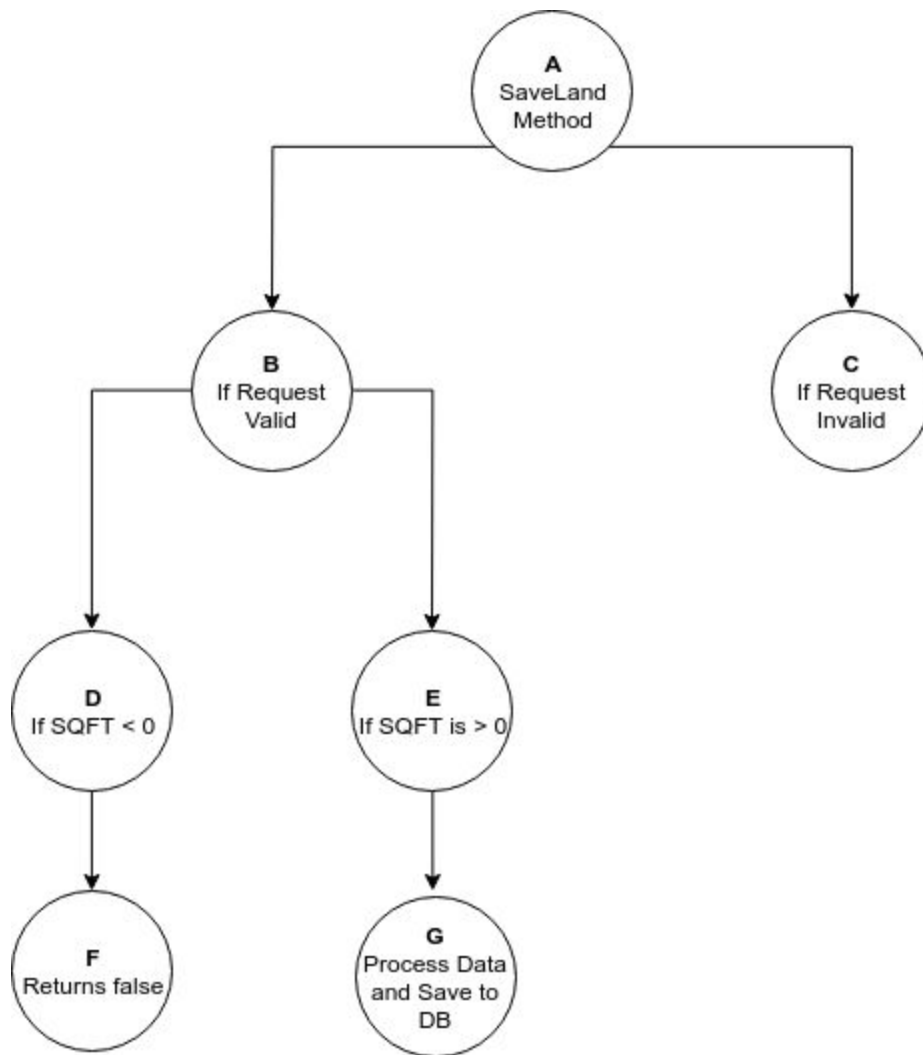 A
SaveLand
Method
B
If Request
Valid
C
If Request
Invalid
D
If SQFT < 0
E
If SQFT is > 0
F
Returns false
G
Process Data
and Save to
DB